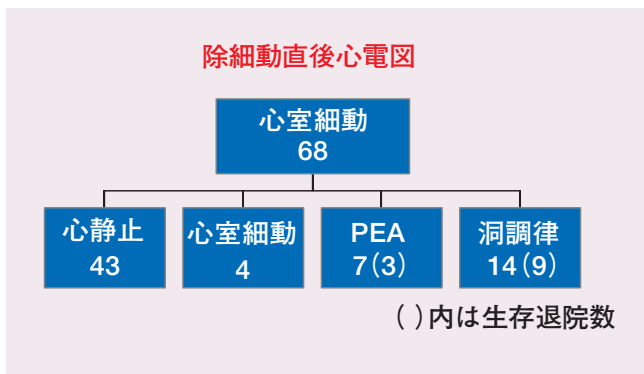 除細動直後心電図
心室細動
68
心静止
43
心室細動
4
PEA
7(3)
洞調律
14(9)
( )内は生存退院数